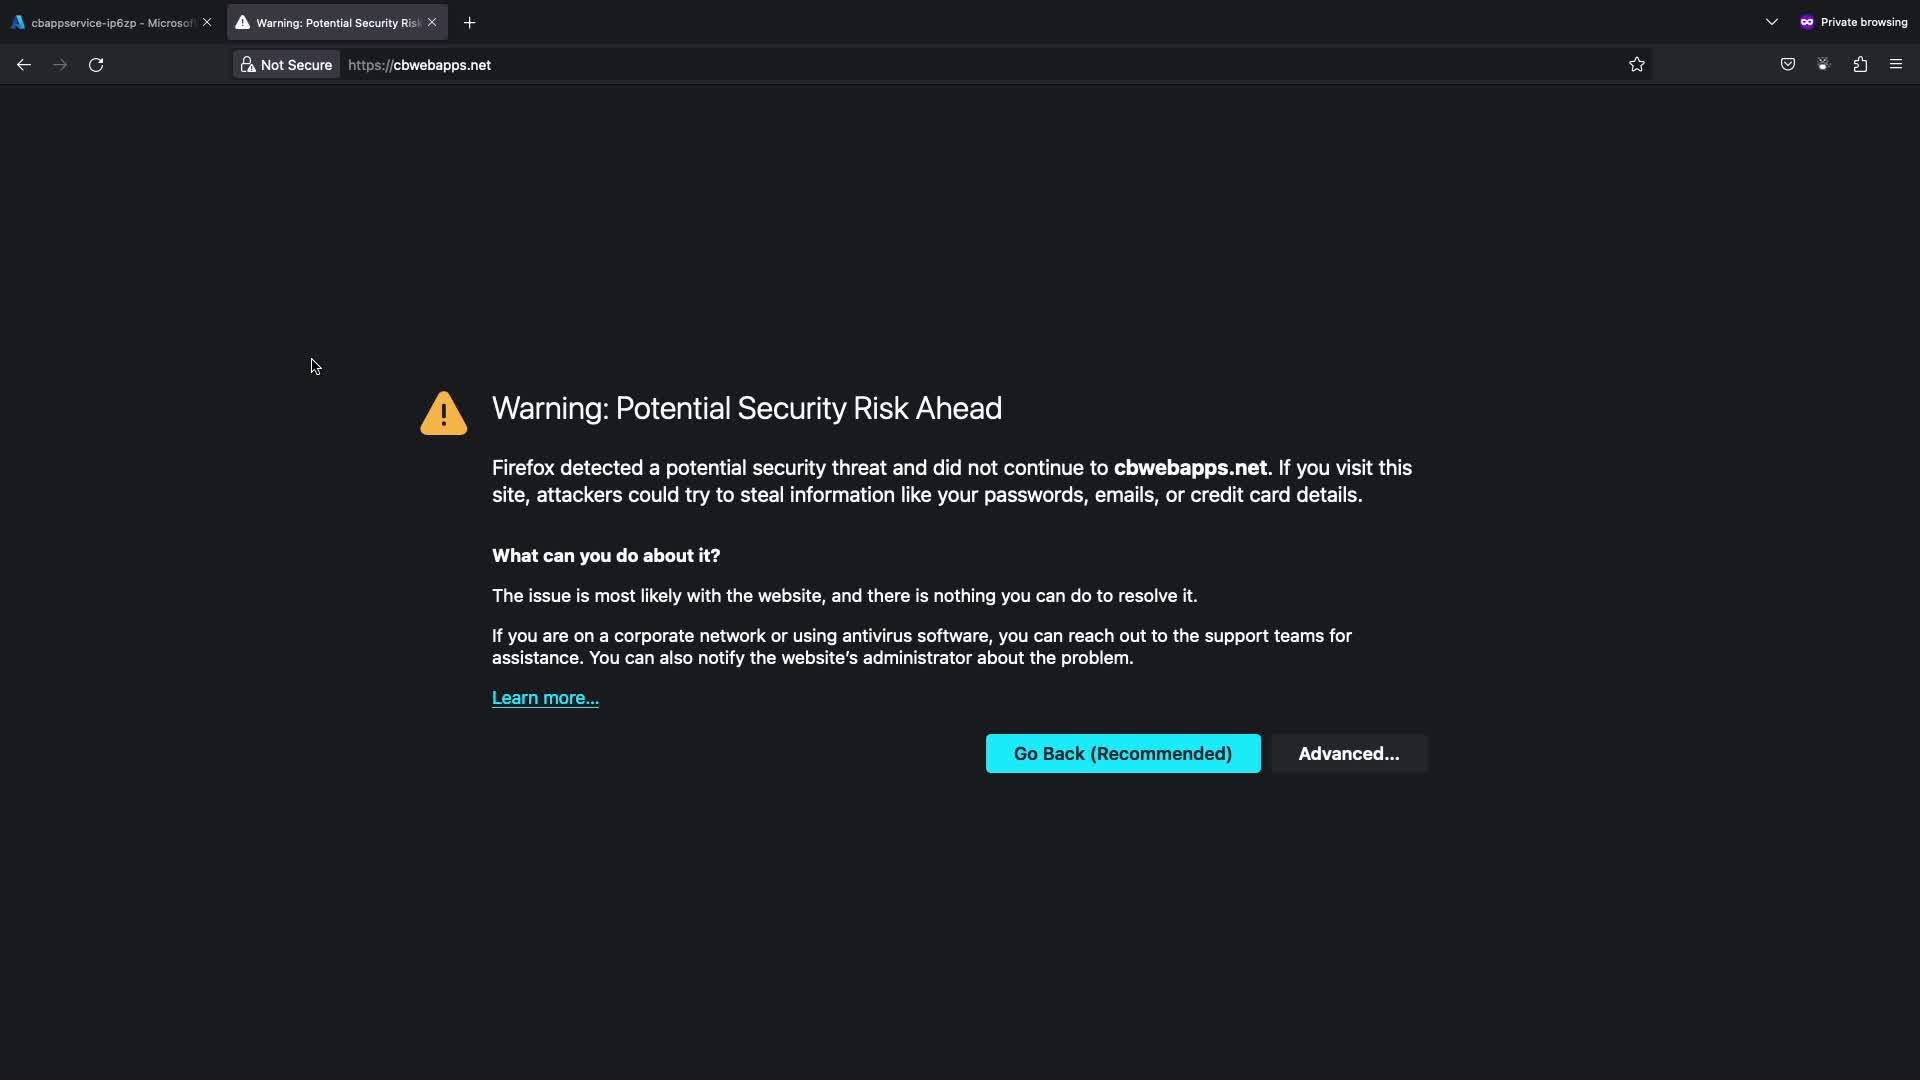 cbappservice-ip6zp - Microsof
Warning: Potential Security Ris
Private browsing
Not Secure
https://cbwebapps.net
Warning: Potential Security Risk Ahead
Firefox detected a potential security threat and did not continue to cbwebapps.net. If you visit this
site, attackers could try to steal information like your passwords, emails, or credit card details.
What can you do about it?
The issue is most likely with the website, and there is nothing you can do to resolve it.
If you are on a corporate network or using antivirus software, you can reach out to the support teams for
assistance. You can also notify the website’s administrator about the problem.
Learn more…
Go Back (Recommended)
Advanced…